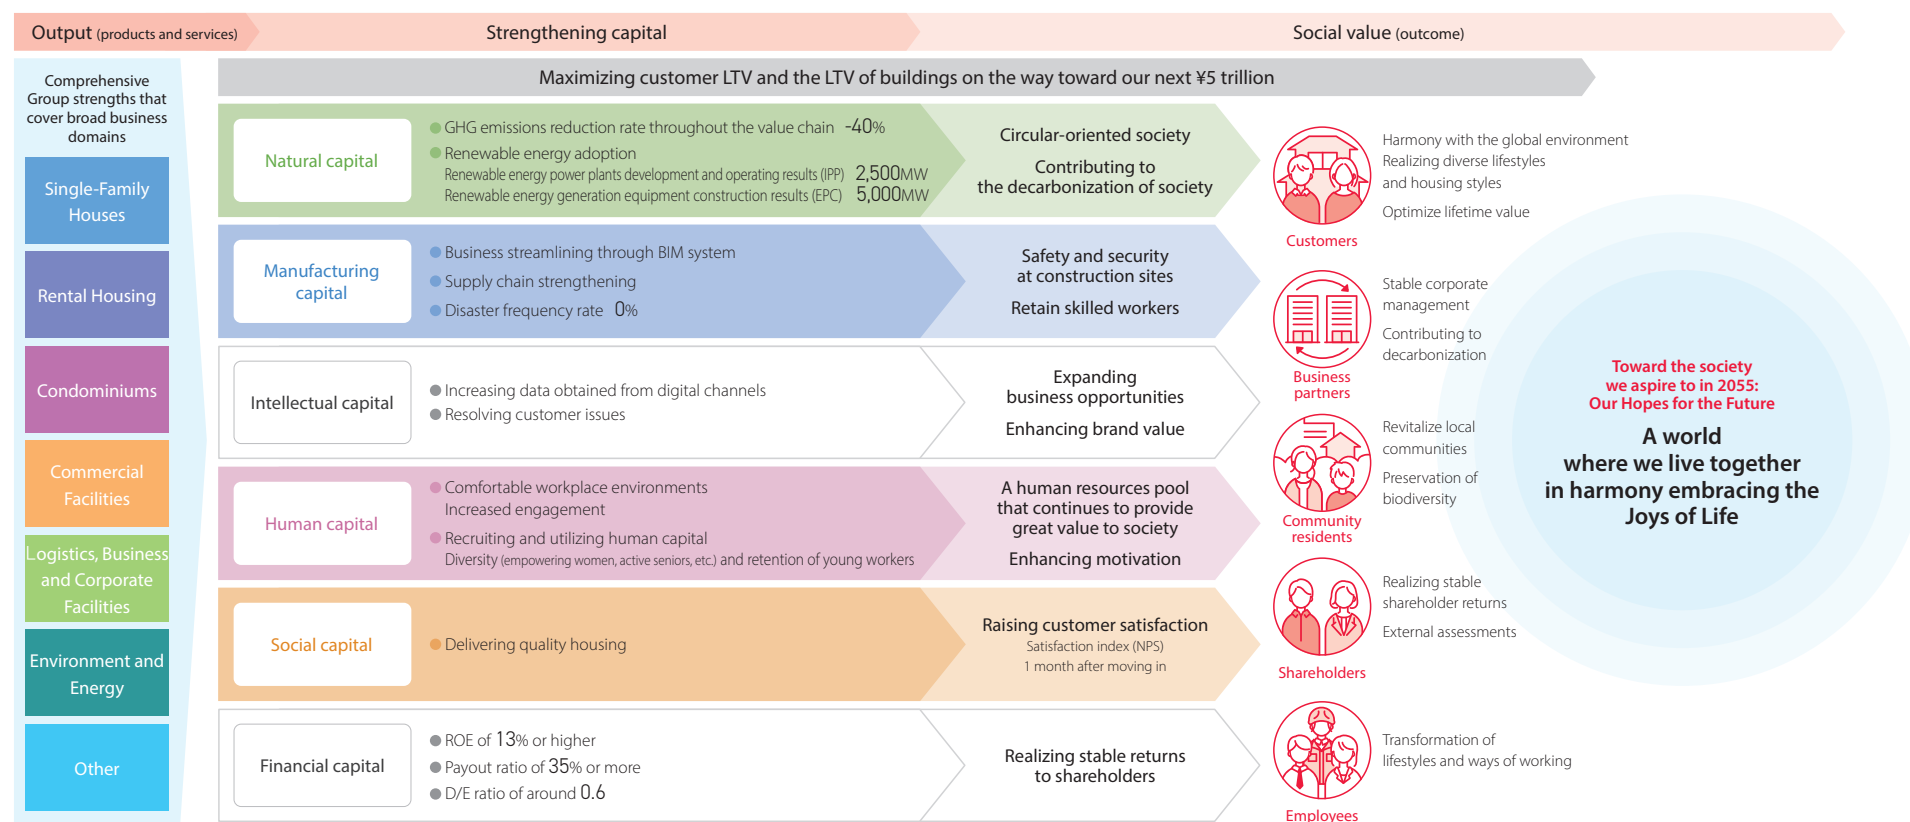 Output (products and services)
Strengthening capital
Social value (outcome)
Comprehensive
Group strengths that
cover broad business
domains
Single-Family
Houses
Rental Housing
Condominiums
Commercial
Facilities
Logistics, Business
and Corporate
Facilities
Environment and
Energy
Other
Maximizing customer LTV and the LTV of buildings on the way toward our next ¥5 trillion
Natural capital
GHG emissions reduction rate throughout the value chain -40%
Renewable energy adoption
Renewable energy power plants development and operating results (IPP) 2,500MW
Renewable energy generation equipment construction results (EPC) 5,000MW
Circular-oriented society
Contributing to
the decarbonization of society
Manufacturing
capital
Business streamlining through BIM system
Supply chain strengthening
Disaster frequency rate 0%
Safety and security
at construction sites
Retain skilled workers
Intellectual capital
Increasing data obtained from digital channels
Resolving customer issues
Expanding
business opportunities
Enhancing brand value
Human capital
Comfortable workplace environments
Increased engagement
Recruiting and utilizing human capital
Diversity (empowering women, active seniors, etc.) and retention of young workers
A human resources pool
that continues to provide
great value to society
Enhancing motivation
Social capital
Delivering quality housing
Raising customer satisfaction
Satisfaction index (NPS)
1 month after moving in
Financial capital
ROE of 13% or higher
Payout ratio of 35% or more
D/E ratio of around 0.6
Realizing stable returns
to shareholders
Customers
Harmony with the global environment
Realizing diverse lifestyles
and housing styles
Optimize lifetime value
Business
partners
Stable corporate
management
Contributing to
decarbonization
Community
residents
Revitalize local
communities
Preservation of
biodiversity
Shareholders
Realizing stable
shareholder returns
External assessments
Employees
Transformation of
lifestyles and ways of working
Toward the society
we aspire to in 2055:
Our Hopes for the Future
A world
where we live together
in harmony embracing the
Joys of Life